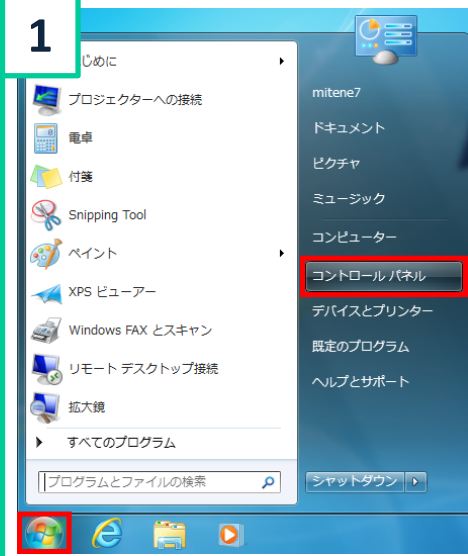 1
じめに
プロジェクターへの接続
電卓
付箋
Snipping Tool
ペイント
XPS ビューアー
Windows FAX とスキャン
リモート デスクトップ接続
拡大鏡
すべてのプログラム
プログラムとファイルの検索
mitene7
ドキュメント
ピクチャ
ミュージック
コンピューター
コントロール パネル
デバイスとプリンター
既定のプログラム
ヘルプとサポート
シャットダウン